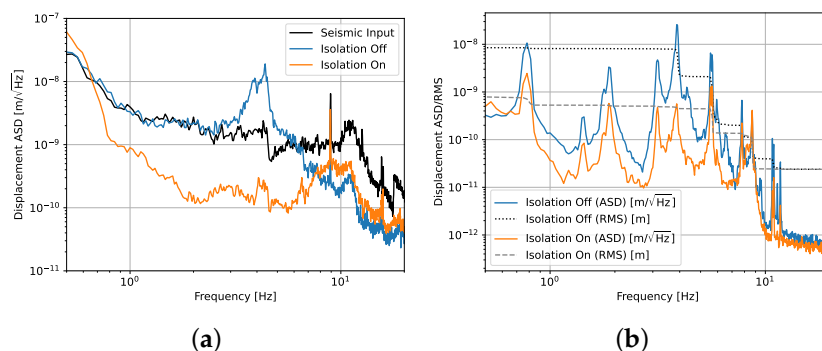 10⁻⁷
10⁻⁸
10⁻⁹
10⁻¹⁰
10⁻¹¹
Displacement ASD [m/√Hz]
Seismic Input
Isolation Off
Isolation On
10⁰
10¹
Frequency [Hz]
(a)
10⁻⁸
10⁻⁹
10⁻¹⁰
10⁻¹¹
10⁻¹²
Displacement ASD/RMS
Isolation Off (ASD) [m/√Hz]
Isolation Off (RMS) [m]
Isolation On (ASD) [m/√Hz]
Isolation On (RMS) [m]
10⁰
10¹
Frequency [Hz]
(b)